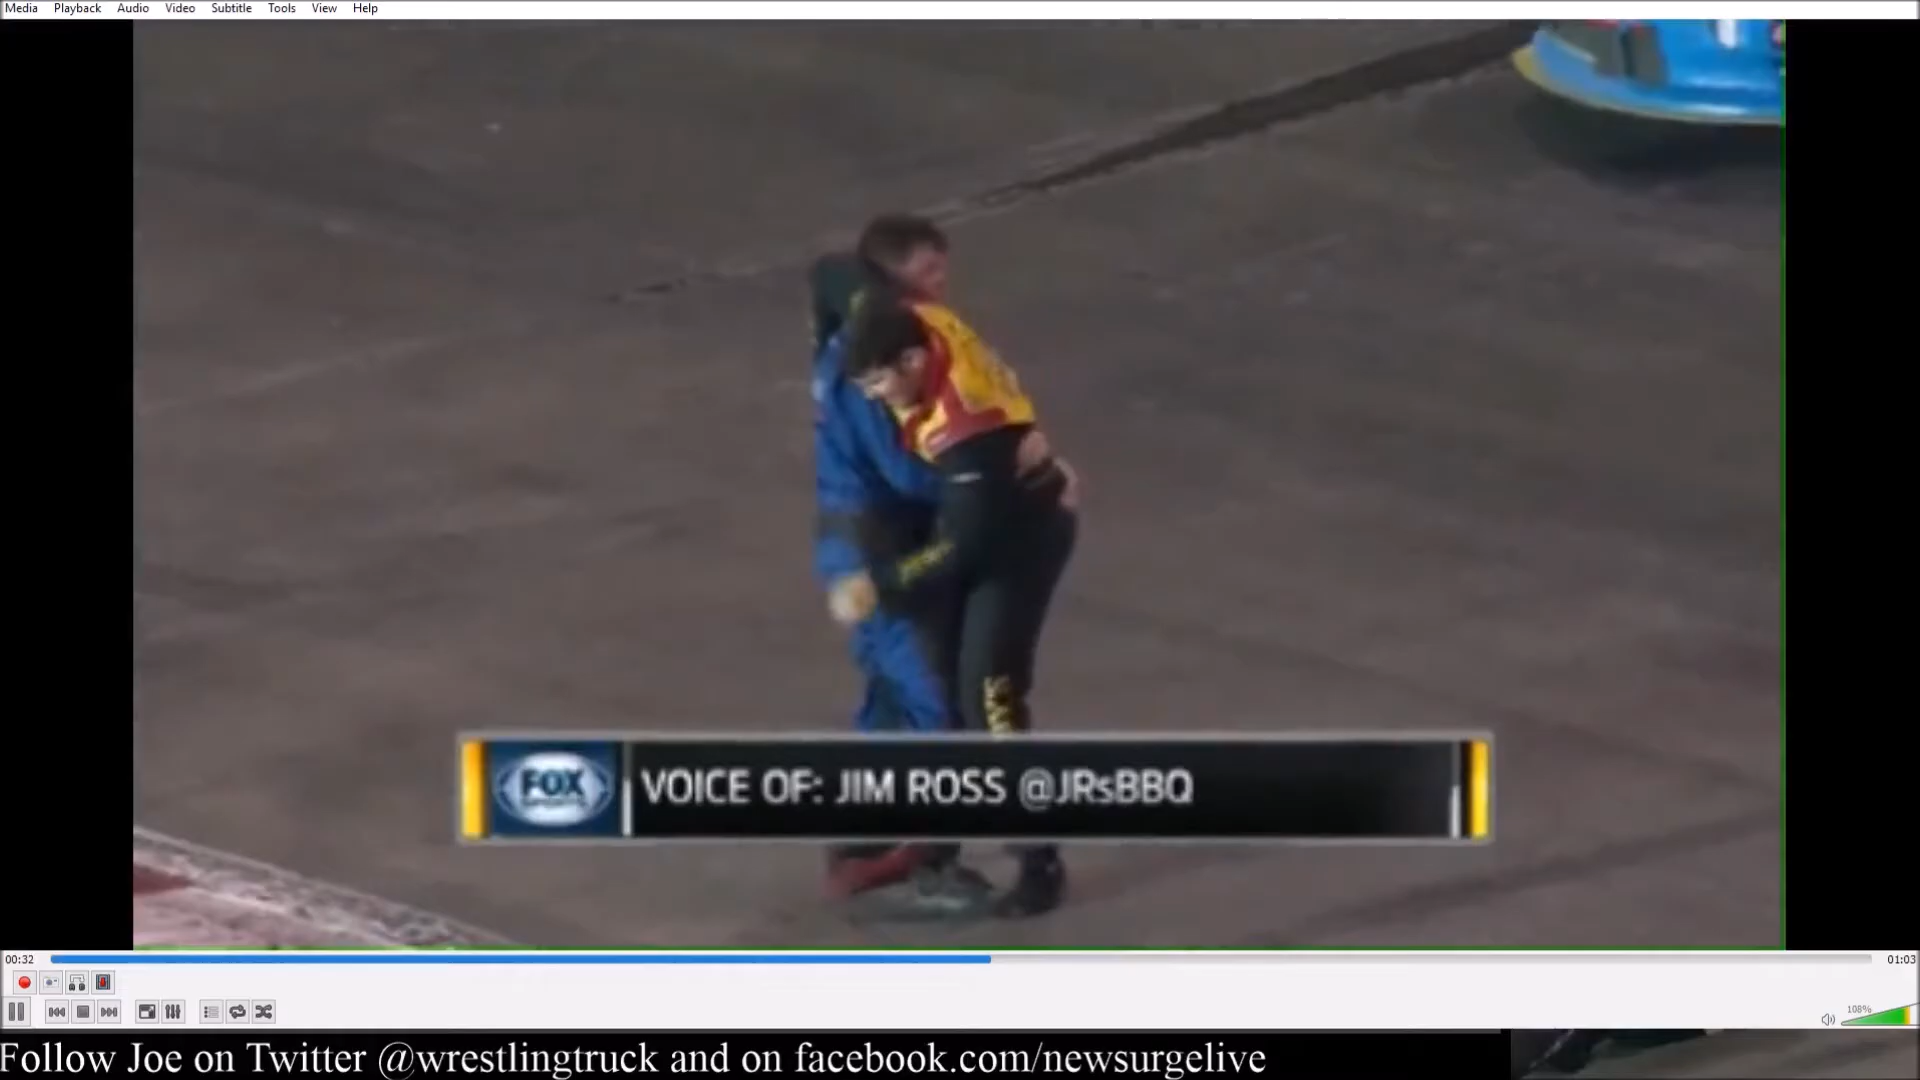 Media Playback Audio Video Subtitle Tools View Help
FOX
SPORTS
VOICE OF: JIM ROSS @JRsBBQ
00:32
01:03
108%
Follow Joe on Twitter @wrestlingtruck and on facebook.com/newsurgelive